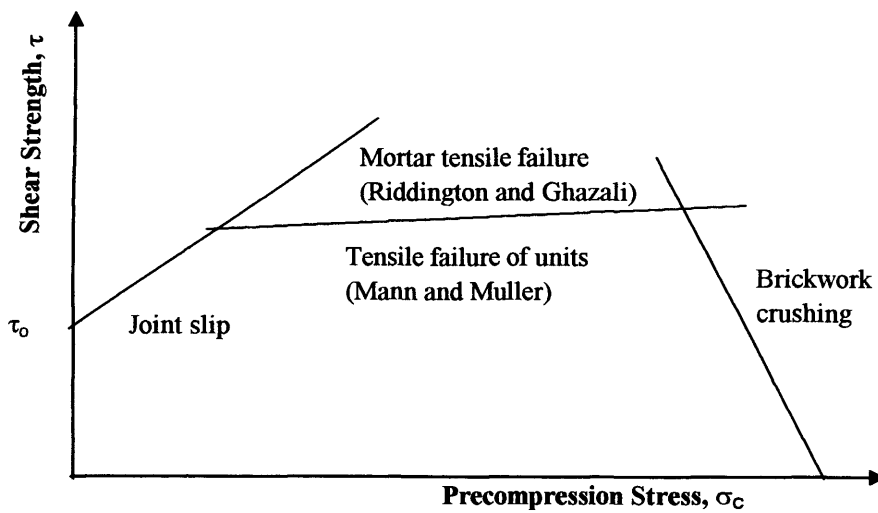 Shear Strength, τ
Mortar tensile failure
(Riddington and Ghazali)
Tensile failure of units
(Mann and Muller)
Brickwork
crushing
τo
Joint slip
Precompression Stress, σC